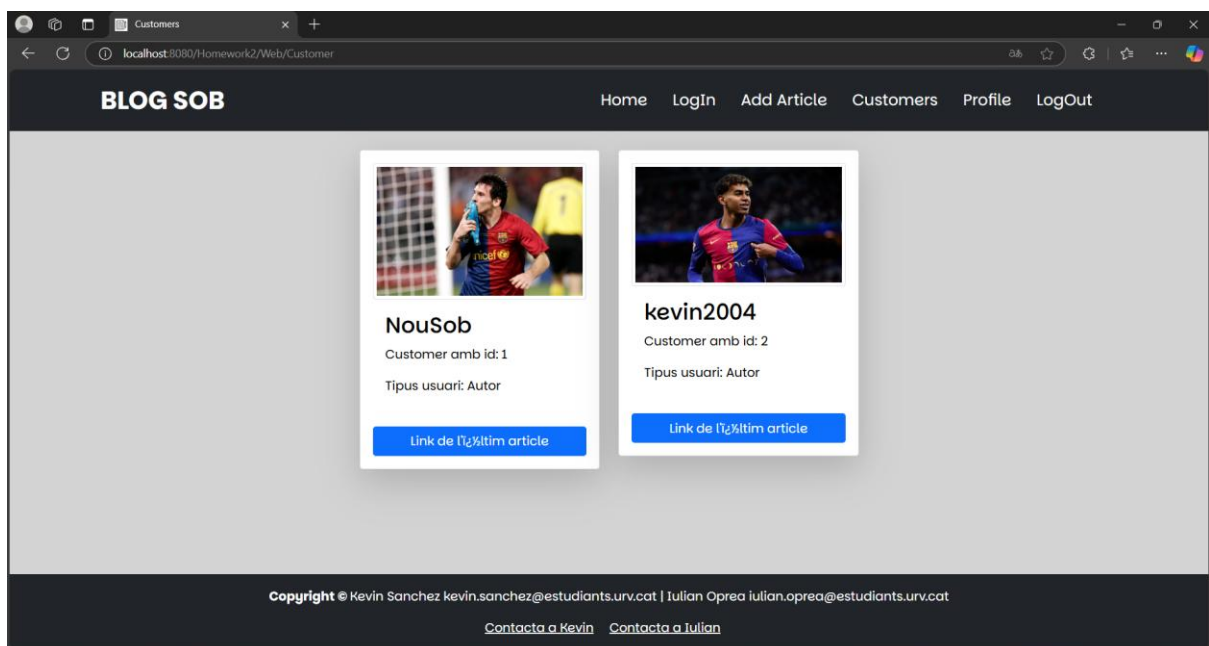 Customers
localhost:8080/Homework2/Web/Customer
BLOG SOB
Home LogIn Add Article Customers Profile LogOut
NouSob
Customer amb id: 1
Tipus usuari: Autor
Link de l'ï¿½ltim article
kevin2004
Customer amb id: 2
Tipus usuari: Autor
Link de l'ï¿½ltim article
Copyright © Kevin Sanchez kevin.sanchez@estudiants.urv.cat | Iulian Oprea iulian.oprea@estudiants.urv.cat
Contacta a Kevin Contacta a Iulian